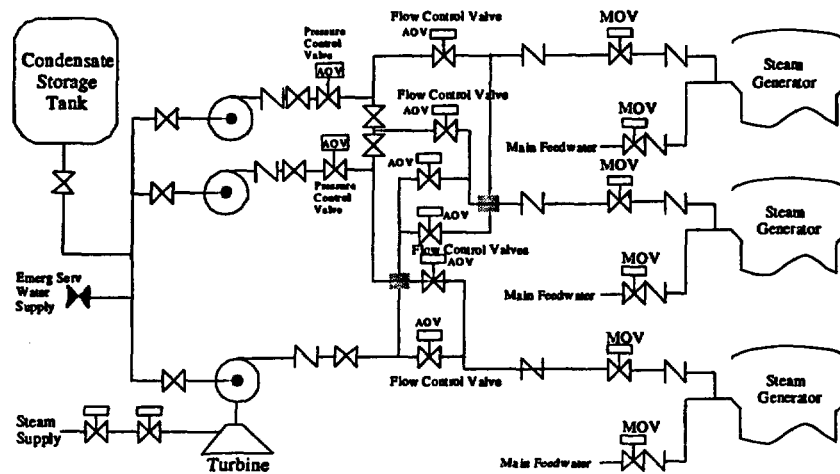 Flow Control Valve
AOV
MOV
Condensate
Storage
Tank
Pressure
Control
Valve
AOV
Steam
Generator
Flow Control Valve
AOV
MOV
Main Feedwater
AOV
Pressure
Control
Valve
AOV
MOV
AOV
Flow Control Valves
AOV
Steam
Generator
MOV
Main Feedwater
Emerg Serv
Water
Supply
AOV
Flow Control Valve
MOV
Steam
Generator
Steam
Supply
Turbine
MOV
Main Feedwater